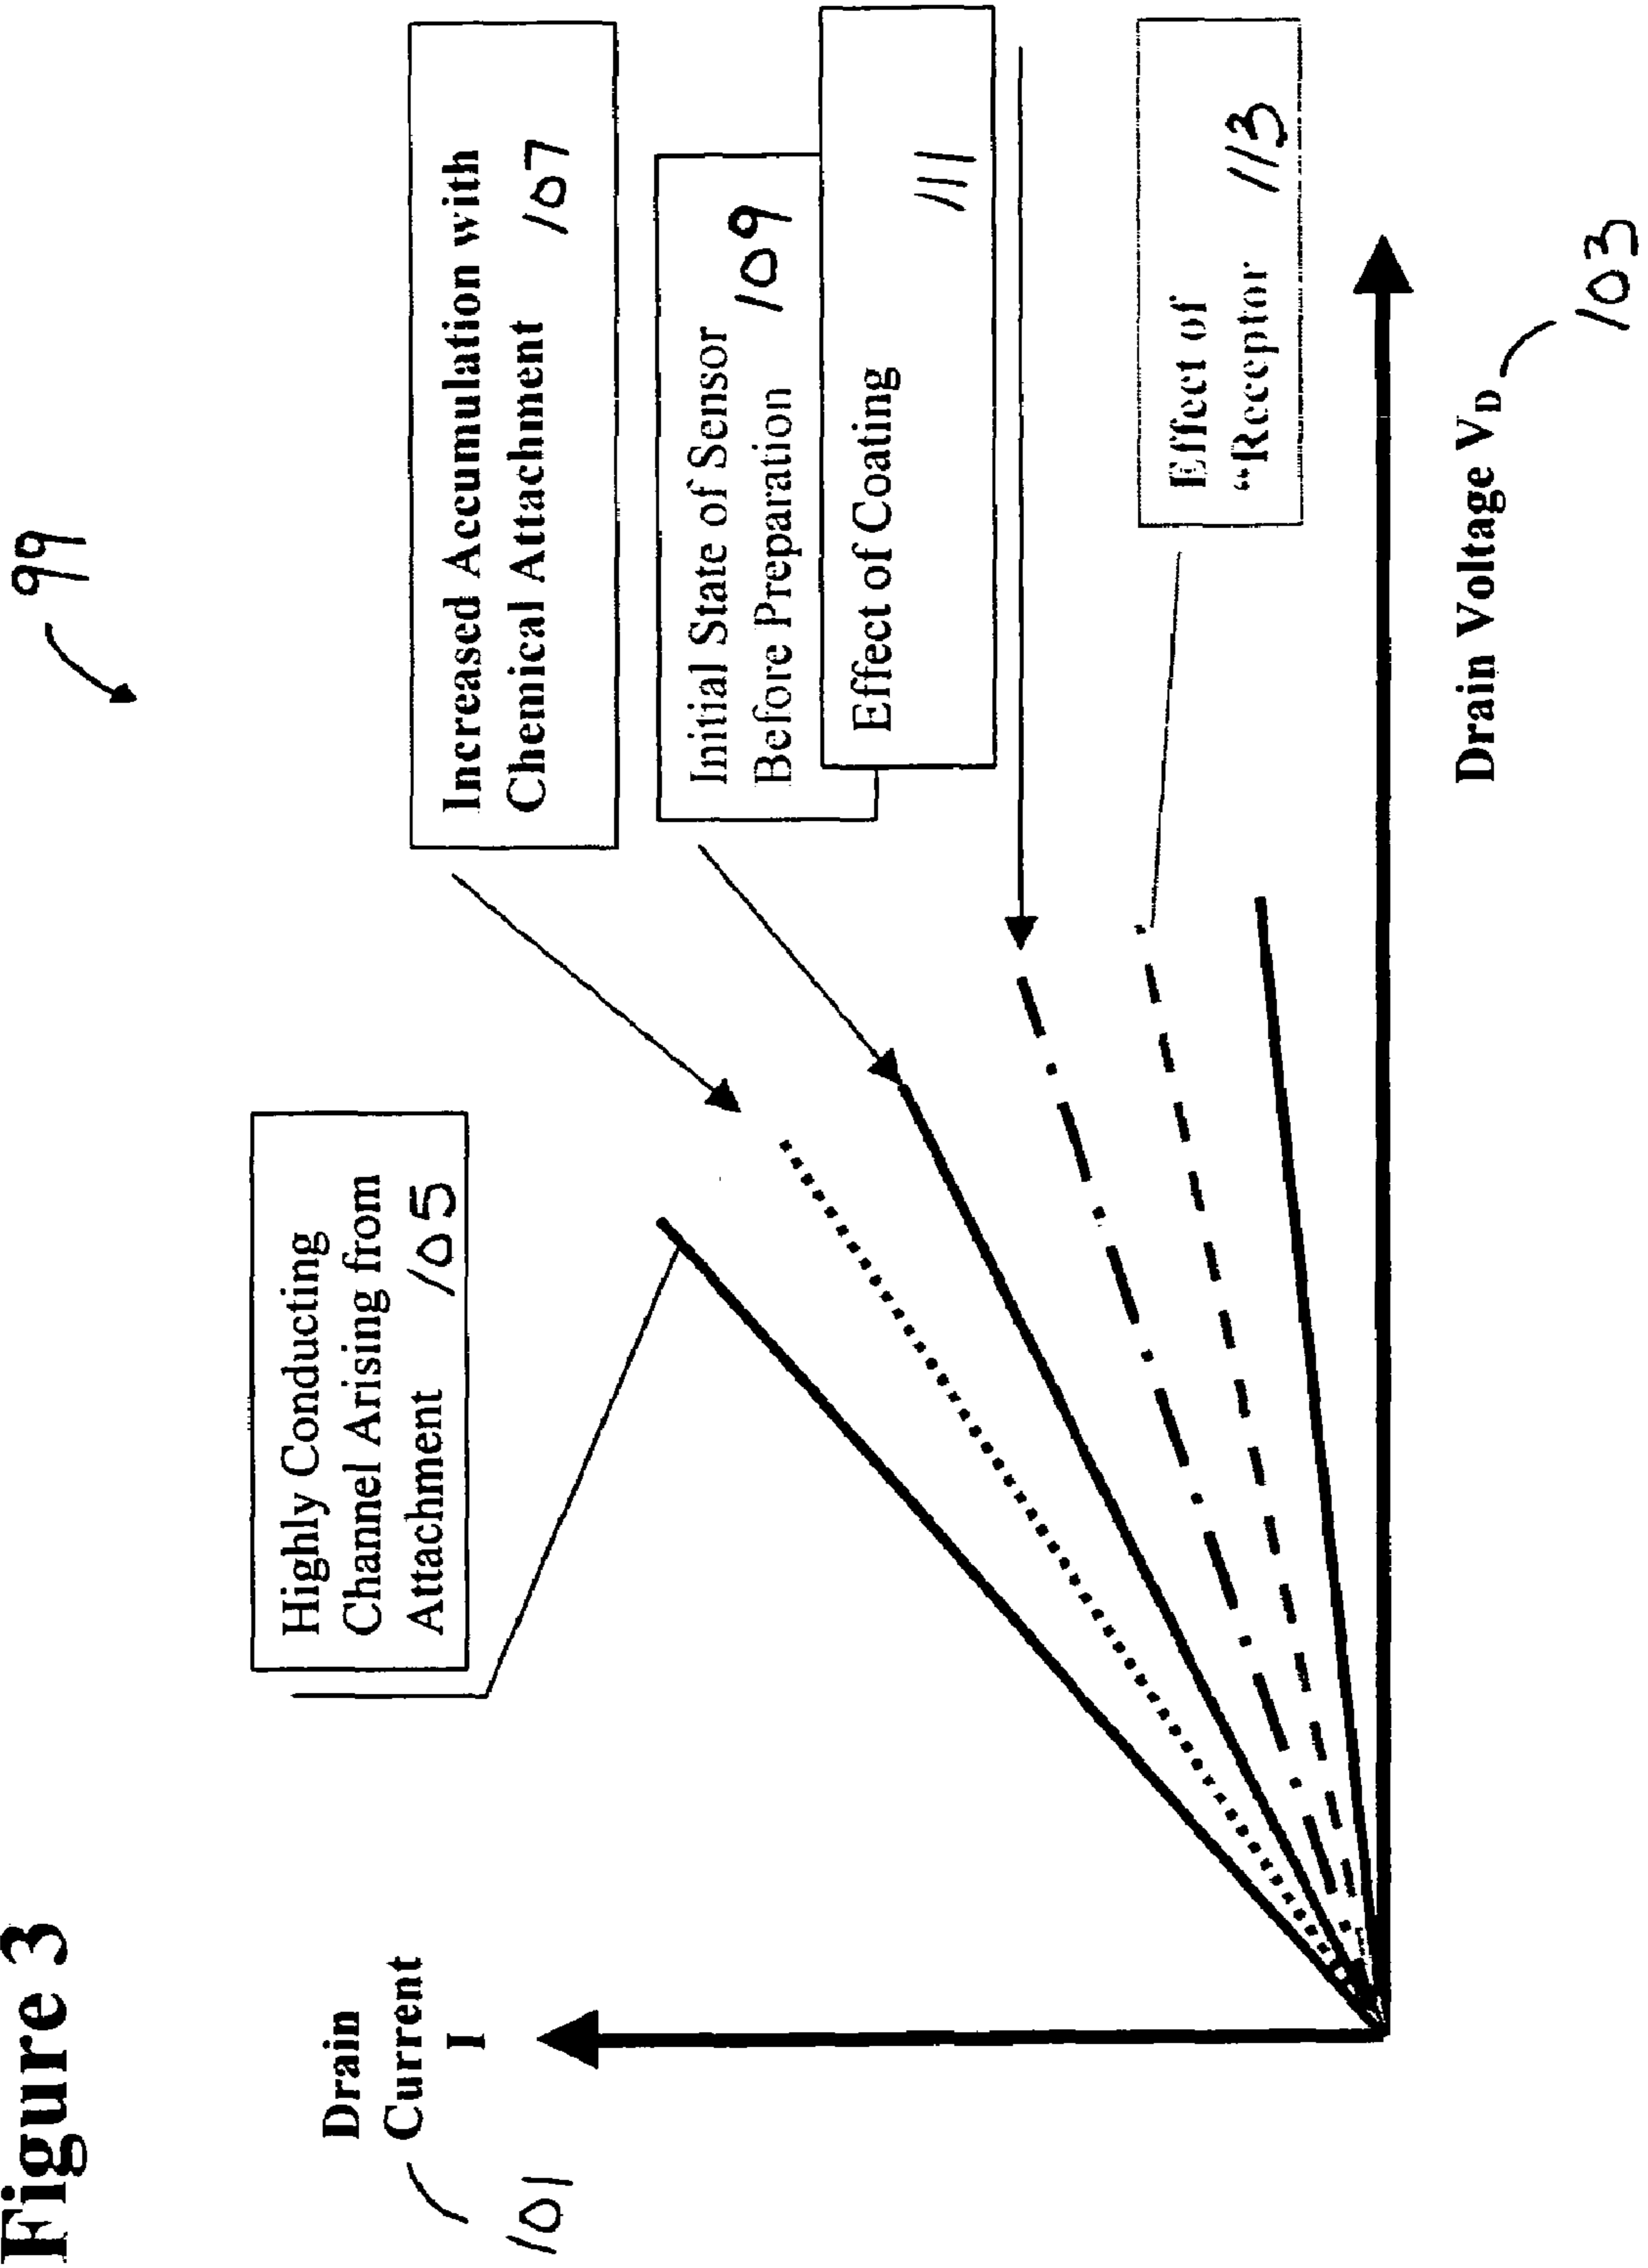 Figure 3
99
Drain
Current
I
101
Highly Conducting
Channel Arising from
Attachment 105
Increased Accumulation with
Chemical Attachment 107
Initial State of Sensor
Before Preparation 109
Effect of Coating
111
Effect of
“Receptor 113
Drain Voltage VD
103